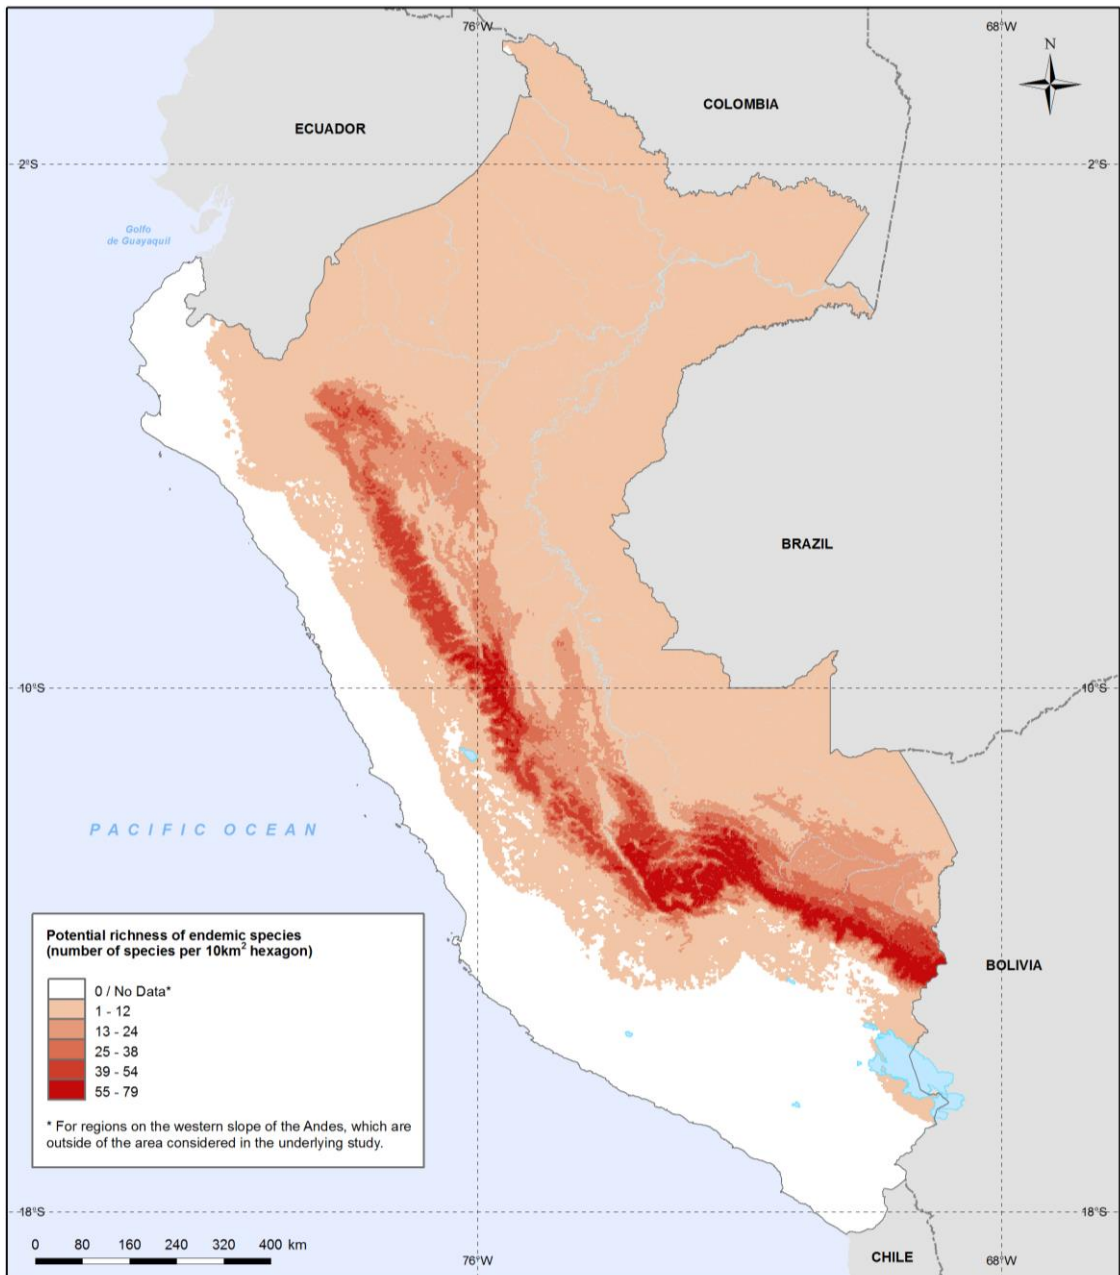 76°W
68°W
N
COLOMBIA
ECUADOR
2°S
2°S
Golfo
de Guayaquil
BRAZIL
10°S
10°S
PACIFIC OCEAN
BOLIVIA
Potential richness of endemic species
(number of species per 10km² hexagon)
0 / No Data*
1 - 12
13 - 24
25 - 38
39 - 54
55 - 79
* For regions on the western slope of the Andes, which are
outside of the area considered in the underlying study.
18°S
18°S
0 80 160 240 320 400 km
76°W
CHILE
68°W